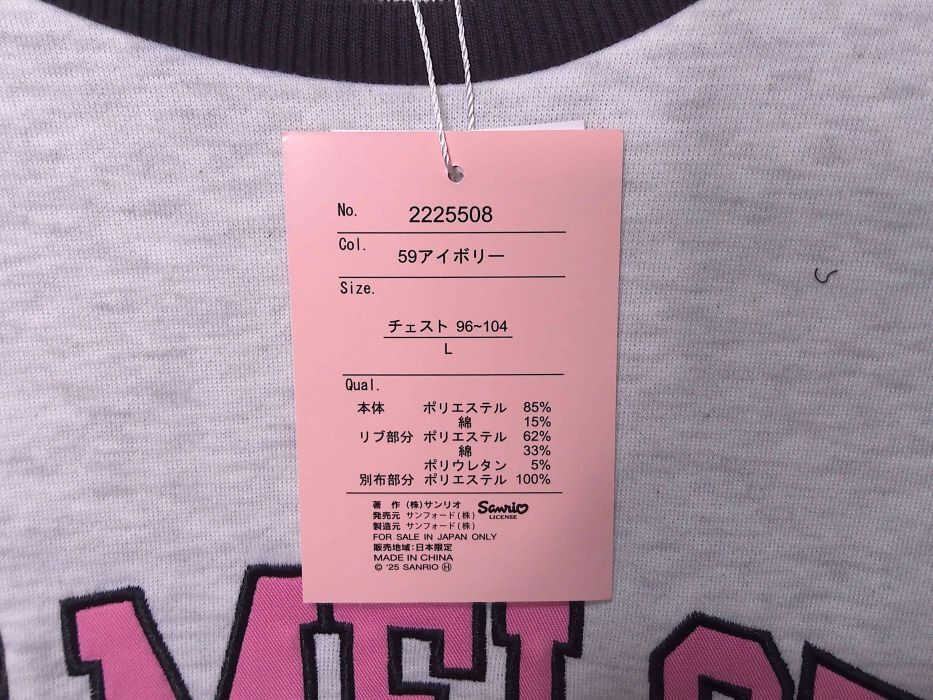 No. 2225508
Col. 59アイボリー
Size.
チェスト 96~104
L
Qual.
本体 ポリエステル 85%
綿 15%
リブ部分 ポリエステル 62%
綿 33%
ポリウレタン 5%
別布部分 ポリエステル 100%
著 作 (株)サンリオ
発売元 サンフォード(株)
製造元 サンフォード(株)
Sanrio
LICENSE
FOR SALE IN JAPAN ONLY
販売地域:日本限定
MADE IN CHINA
© '25 SANRIO Ⓗ